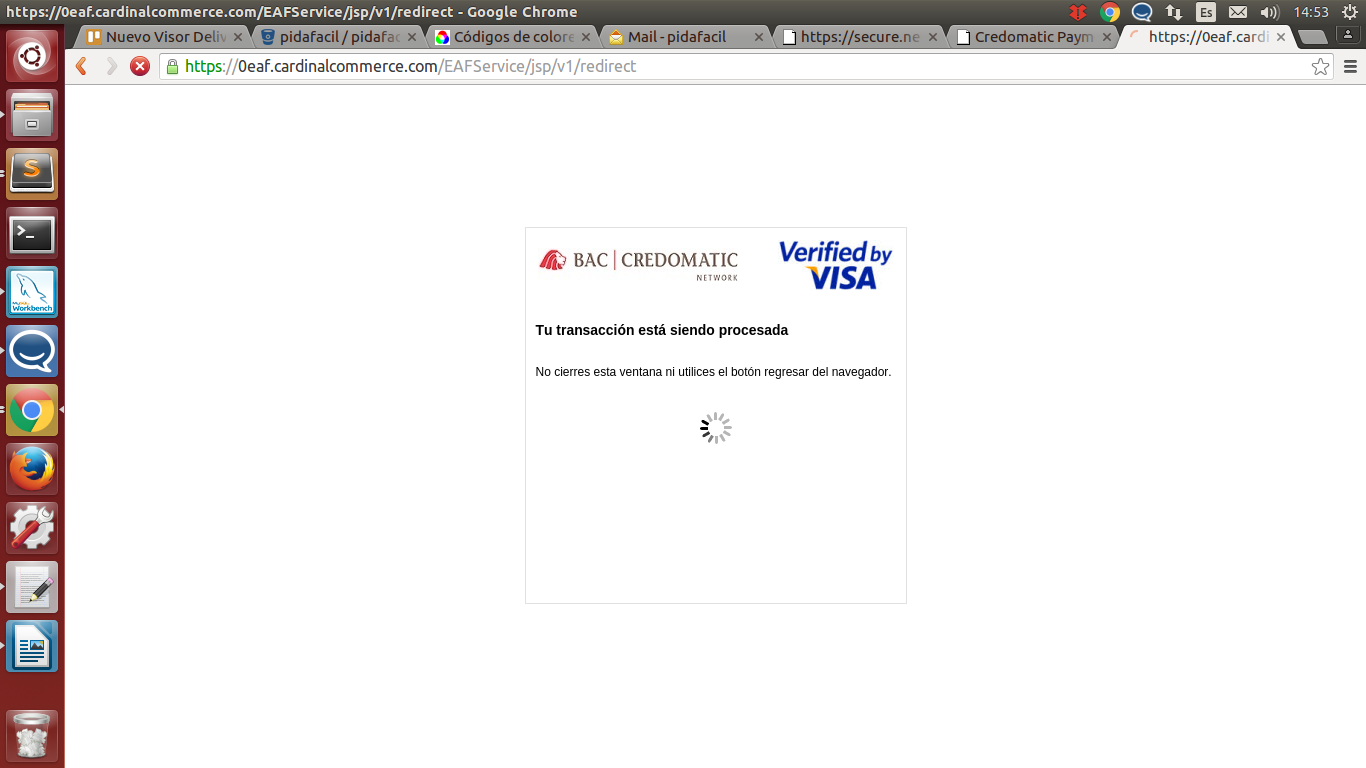 https://0eaf.cardinalcommerce.com/EAFService/jsp/v1/redirect - Google Chrome
Es
14:53
Nuevo Visor Deliv
pidafacil / pidafac
Códigos de colore
Mail - pidafacil
https://secure.ne
Credomatic Paym
https://0eaf.cardi
https://0eaf.cardinalcommerce.com/EAFService/jsp/v1/redirect
BAC | CREDOMATIC
NETWORK
Verified by
VISA
Tu transacción está siendo procesada
No cierres esta ventana ni utilices el botón regresar del navegador.
S
>_
MySQL
Workbench